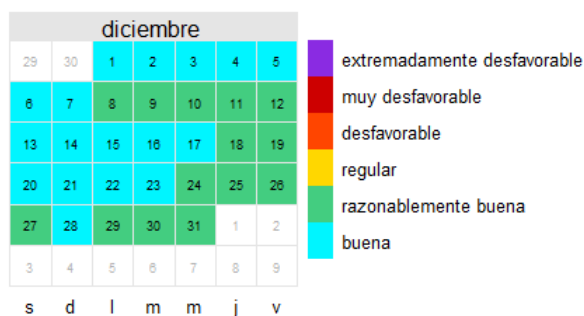 diciembre
29 30 1 2 3 4 5
6 7 8 9 10 11 12
13 14 15 16 17 18 19
20 21 22 23 24 25 26
27 28 29 30 31 1 2
3 4 5 6 7 8 9
s d l m m j v
extremadamente desfavorable
muy desfavorable
desfavorable
regular
razonablemente buena
buena